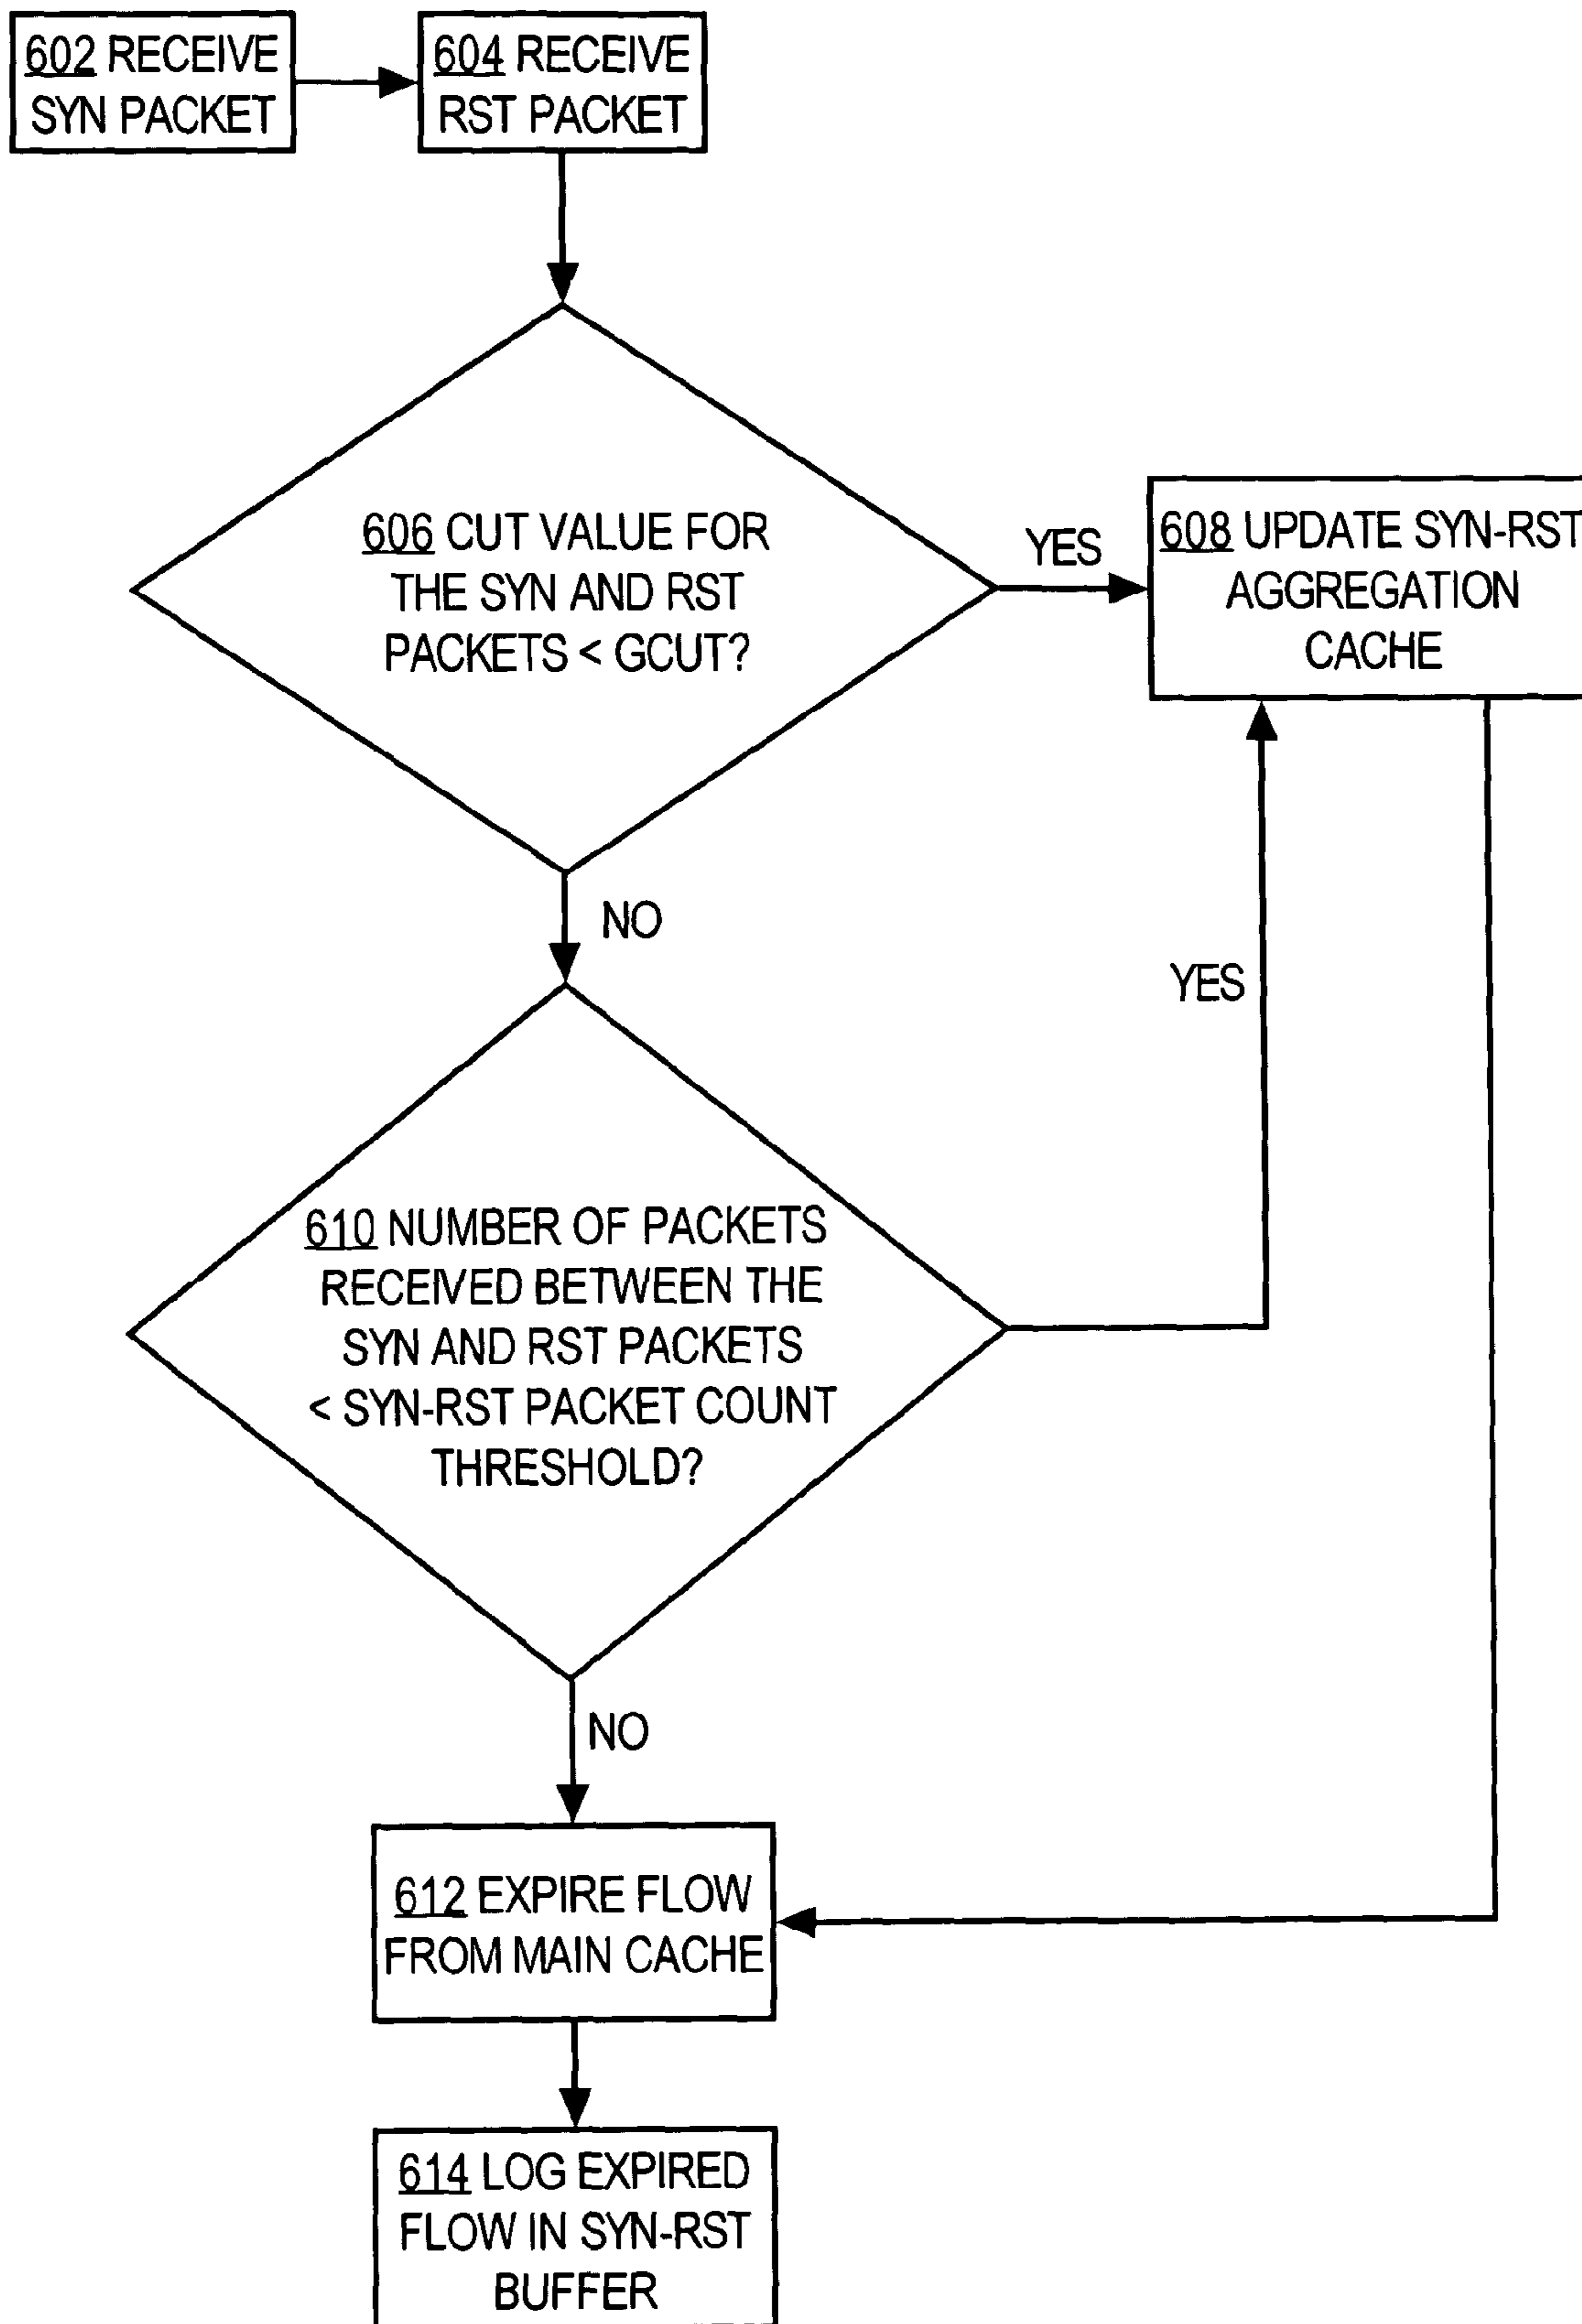 602 RECEIVE
SYN PACKET
604 RECEIVE
RST PACKET
606 CUT VALUE FOR
THE SYN AND RST
PACKETS < GCUT?
YES
608 UPDATE SYN-RST
AGGREGATION
CACHE
NO
YES
610 NUMBER OF PACKETS
RECEIVED BETWEEN THE
SYN AND RST PACKETS
< SYN-RST PACKET COUNT
THRESHOLD?
NO
612 EXPIRE FLOW
FROM MAIN CACHE
614 LOG EXPIRED
FLOW IN SYN-RST
BUFFER